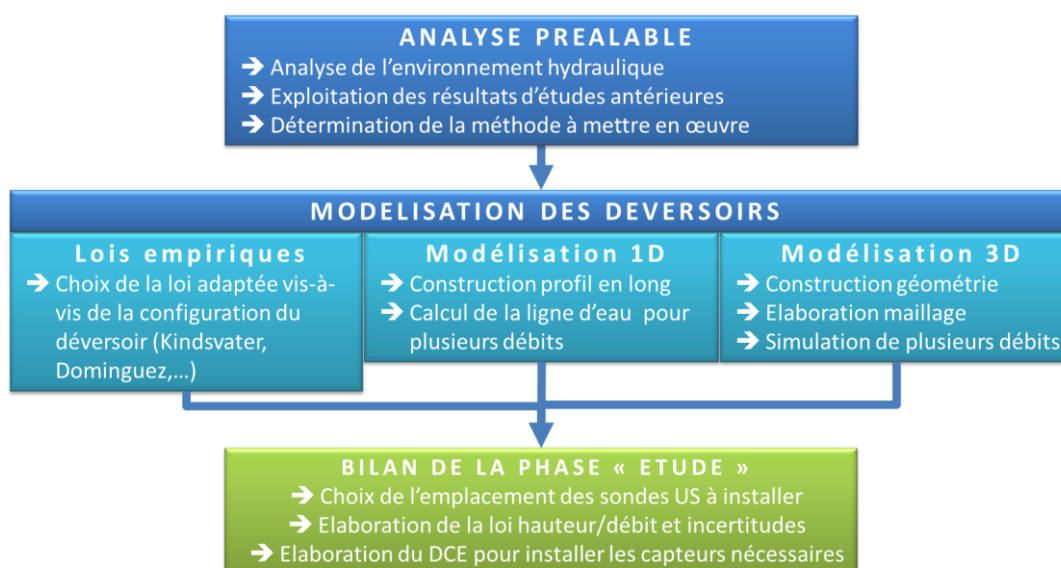 ANALYSE PREALABLE
➔ Analyse de l'environnement hydraulique
➔ Exploitation des résultats d'études antérieures
➔ Détermination de la méthode à mettre en œuvre
MODELISATION DES DEVERSOIRS
Lois empiriques
➔ Choix de la loi adaptée vis-à-
vis de la configuration du
déversoir (Kindsvater,
Dominguez,...)
Modélisation 1D
➔ Construction profil en long
➔ Calcul de la ligne d'eau pour
plusieurs débits
Modélisation 3D
➔ Construction géométrie
➔ Elaboration maillage
➔ Simulation de plusieurs débits
BILAN DE LA PHASE « ETUDE »
➔ Choix de l'emplacement des sondes US à installer
➔ Elaboration de la loi hauteur/débit et incertitudes
➔ Elaboration du DCE pour installer les capteurs nécessaires